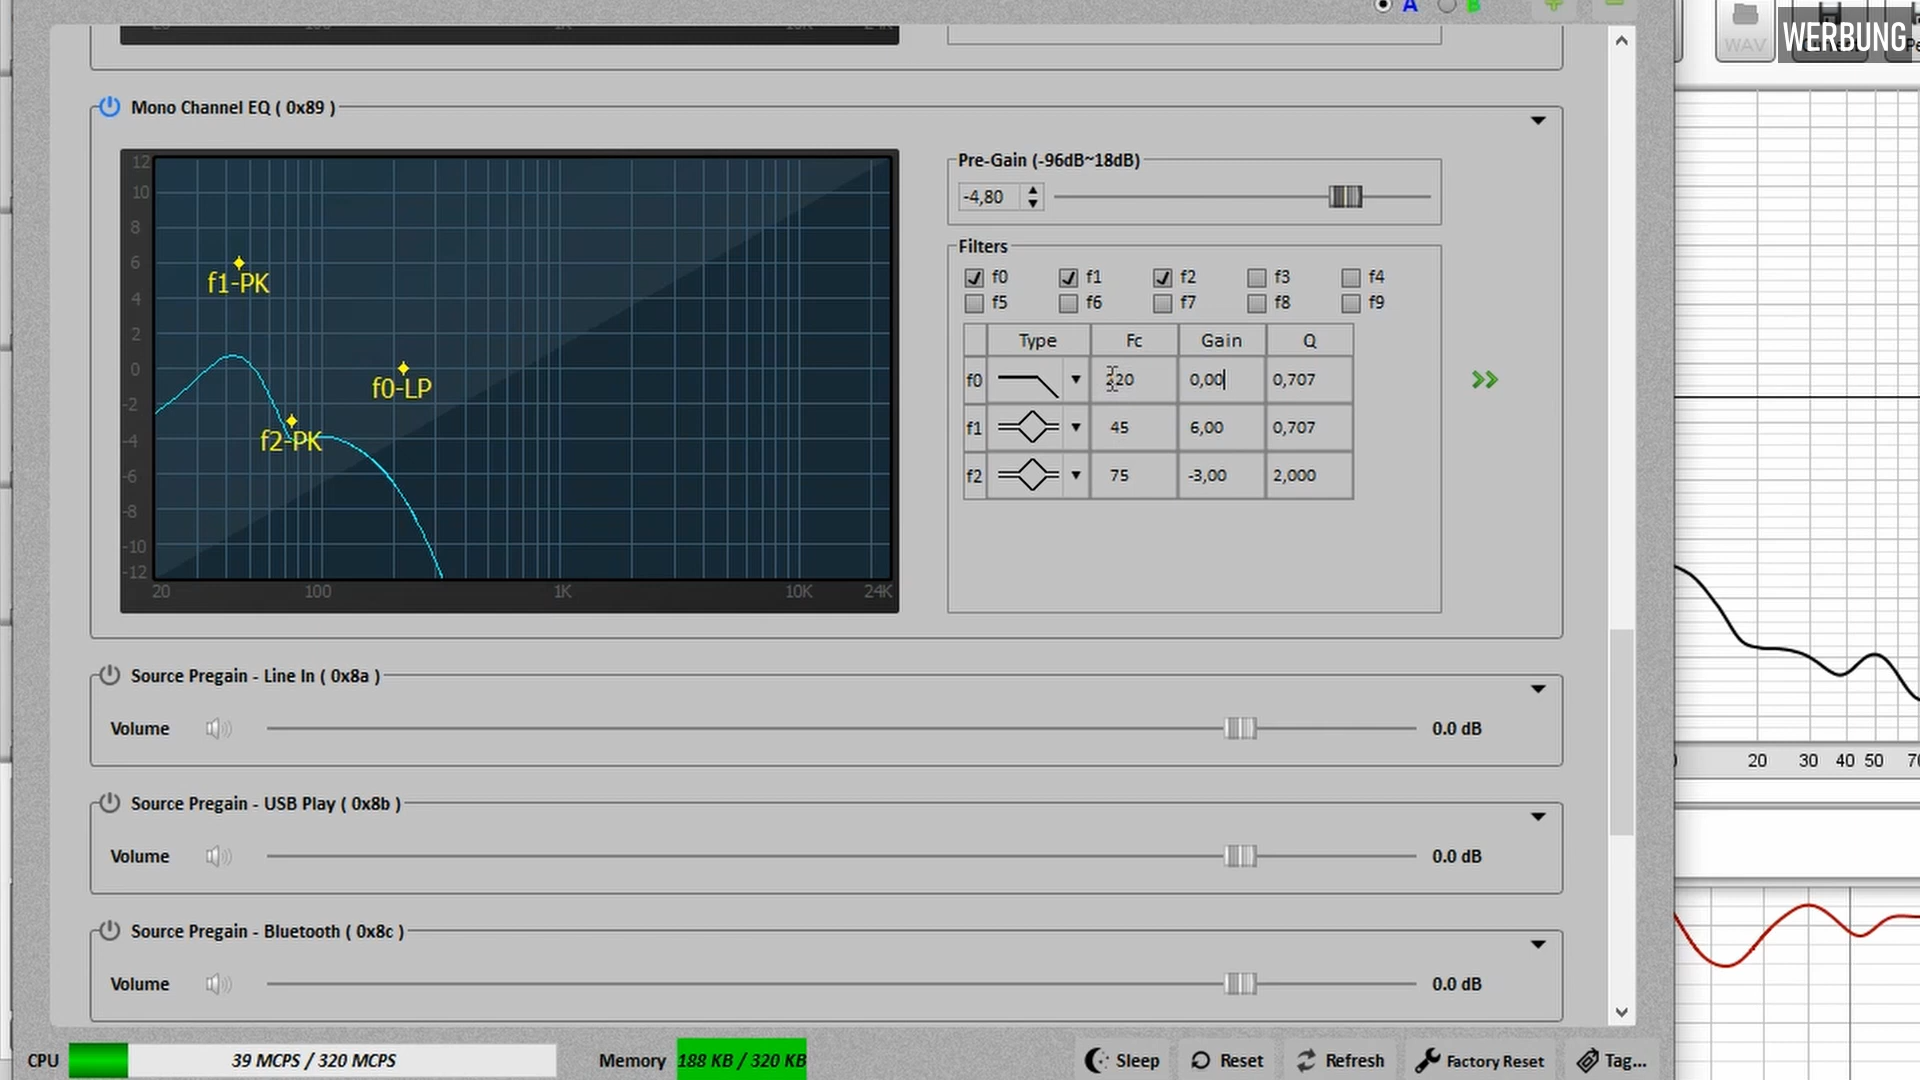 A B
WAV
WERBUNG
Mono Channel EQ ( 0x89 )
12
10
8
6
4
2
0
-2
-4
-6
-8
-10
-12
f1-PK
f0-LP
f2-PK
20 100 1K 10K 24K
Pre-Gain (-96dB~18dB)
-4,80
Filters
f0 f1 f2 f3 f4
f5 f6 f7 f8 f9
Type Fc Gain Q
f0 220 0,00 0,707
f1 45 6,00 0,707
f2 75 -3,00 2,000
Source Pregain - Line In ( 0x8a )
Volume 0.0 dB
Source Pregain - USB Play ( 0x8b )
Volume 0.0 dB
Source Pregain - Bluetooth ( 0x8c )
Volume 0.0 dB
20 30 40 50
CPU 39 MCPS / 320 MCPS Memory 188 KB / 320 KB Sleep Reset Refresh Factory Reset Tag...